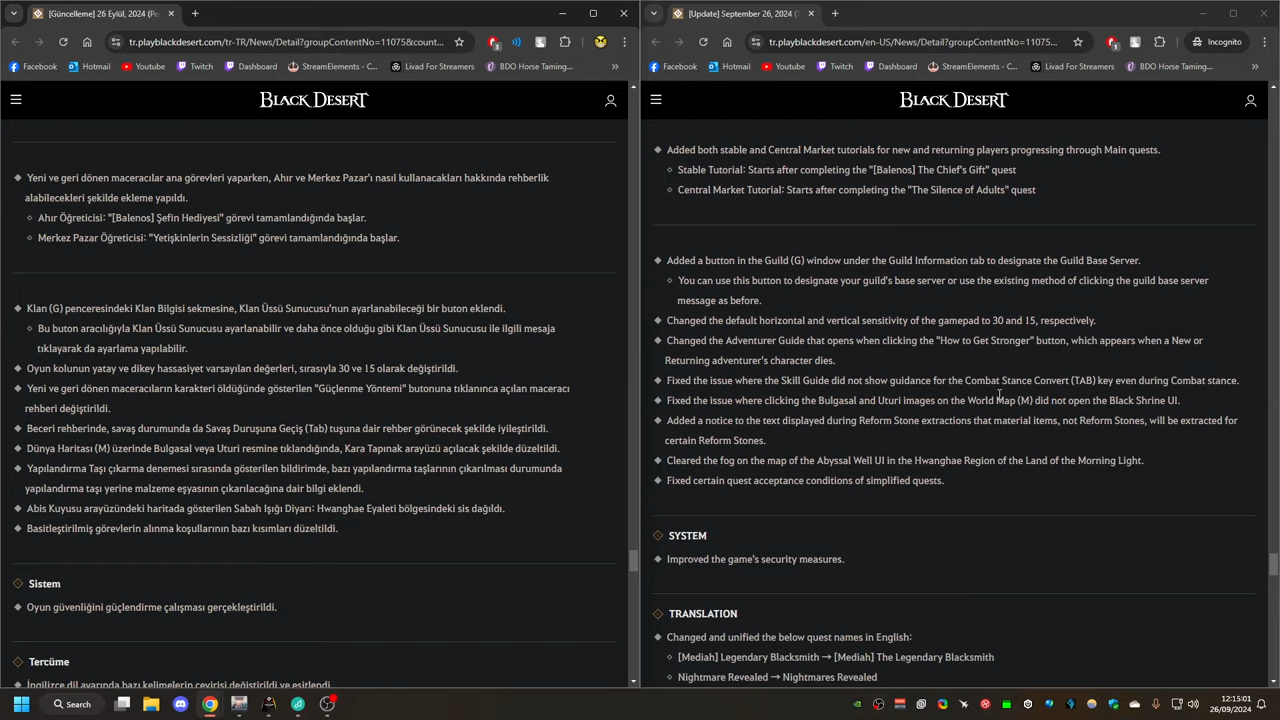 [Güncelleme] 26 Eylül, 2024 (Pe
tr.playblackdesert.com/tr-TR/News/Detail?groupContentNo=11075&count...
Facebook
Hotmail
Youtube
Twitch
Dashboard
StreamElements - C...
Livad For Streamers
BDO Horse Taming...
»
BLACK DESERT
Yeni ve geri dönen maceracılar ana görevleri yaparken, Ahır ve Merkez Pazar'ı nasıl kullanacakları hakkında rehberlik
alabilecekleri şekilde ekleme yapıldı.
Ahır Öğreticisi: "[Balenos] Şefin Hediyesi" görevi tamamlandığında başlar.
Merkez Pazar Öğreticisi: "Yetişkinlerin Sessizliği" görevi tamamlandığında başlar.
Klan (G) penceresindeki Klan Bilgisi sekmesine, Klan Üssü Sunucusu'nun ayarlanabileceği bir buton eklendi.
Bu buton aracılığıyla Klan Üssü Sunucusu ayarlanabilir ve daha önce olduğu gibi Klan Üssü Sunucusu ile ilgili mesaja
tıklayarak da ayarlama yapılabilir.
Oyun kolunun yatay ve dikey hassasiyet varsayılan değerleri, sırasıyla 30 ve 15 olarak değiştirildi.
Yeni ve geri dönen maceracıların karakteri öldüğünde gösterilen "Güçlenme Yöntemi" butonuna tıklanınca açılan maceracı
rehberi değiştirildi.
Beceri rehberinde, savaş durumunda da Savaş Duruşuna Geçiş (Tab) tuşuna dair rehber görünecek şekilde iyileştirildi.
Dünya Haritası (M) üzerinde Bulgasal veya Uturi resmine tıklandığında, Kara Tapınak arayüzü açılacak şekilde düzeltildi.
Yapılandırma Taşı çıkarma denemesi sırasında gösterilen bildirimde, bazı yapılandırma taşlarının çıkarılması durumunda
yapılandırma taşı yerine malzeme eşyasının çıkarılacağına dair bilgi eklendi.
Abis Kuyusu arayüzündeki haritada gösterilen Sabah Işığı Diyarı: Hwanghae Eyaleti bölgesindeki sis dağıldı.
Basitleştirilmiş görevlerin alınma koşullarının bazı kısımları düzeltildi.
Sistem
Oyun güvenliğini güçlendirme çalışması gerçekleştirildi.
Tercüme
İngilizce dil ayarında bazı kelimelerin çevirisi değiştirildi ve eşitlendi.
[Update] September 26, 2024 (T
tr.playblackdesert.com/en-US/News/Detail?groupContentNo=11075...
Incognito
Facebook
Hotmail
Youtube
Twitch
Dashboard
StreamElements - C...
Livad For Streamers
BDO Horse Taming...
»
BLACK DESERT
Added both stable and Central Market tutorials for new and returning players progressing through Main quests.
Stable Tutorial: Starts after completing the "[Balenos] The Chief's Gift" quest
Central Market Tutorial: Starts after completing the "The Silence of Adults" quest
Added a button in the Guild (G) window under the Guild Information tab to designate the Guild Base Server.
You can use this button to designate your guild's base server or use the existing method of clicking the guild base server
message as before.
Changed the default horizontal and vertical sensitivity of the gamepad to 30 and 15, respectively.
Changed the Adventurer Guide that opens when clicking the "How to Get Stronger" button, which appears when a New or
Returning adventurer's character dies.
Fixed the issue where the Skill Guide did not show guidance for the Combat Stance Convert (TAB) key even during Combat stance.
Fixed the issue where clicking the Bulgasal and Uturi images on the World Map (M) did not open the Black Shrine UI.
Added a notice to the text displayed during Reform Stone extractions that material items, not Reform Stones, will be extracted for
certain Reform Stones.
Cleared the fog on the map of the Abyssal Well UI in the Hwanghae Region of the Land of the Morning Light.
Fixed certain quest acceptance conditions of simplified quests.
SYSTEM
Improved the game's security measures.
TRANSLATION
Changed and unified the below quest names in English:
[Mediah] Legendary Blacksmith → [Mediah] The Legendary Blacksmith
Nightmare Revealed → Nightmares Revealed
Search
12:15:01
26/09/2024